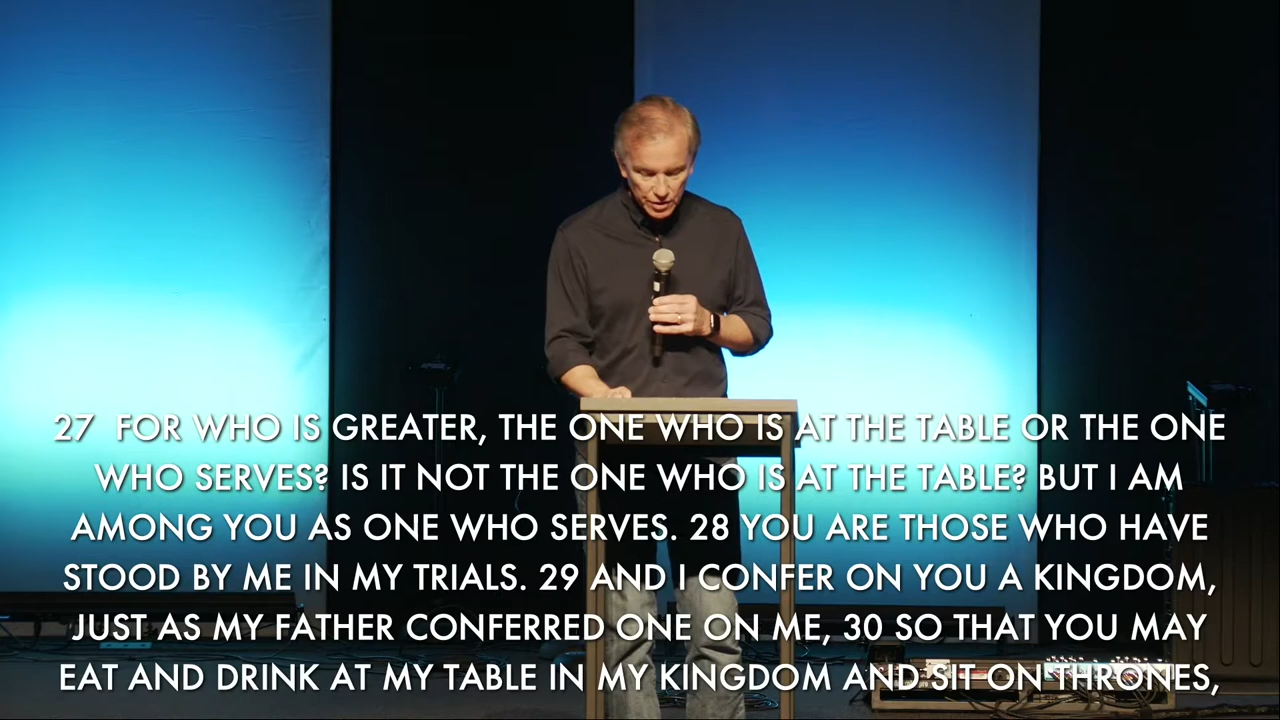 27 FOR WHO IS GREATER, THE ONE WHO IS AT THE TABLE OR THE ONE
WHO SERVES? IS IT NOT THE ONE WHO IS AT THE TABLE? BUT I AM
AMONG YOU AS ONE WHO SERVES. 28 YOU ARE THOSE WHO HAVE
STOOD BY ME IN MY TRIALS. 29 AND I CONFER ON YOU A KINGDOM,
JUST AS MY FATHER CONFERRED ONE ON ME, 30 SO THAT YOU MAY
EAT AND DRINK AT MY TABLE IN MY KINGDOM AND SIT ON THRONES,